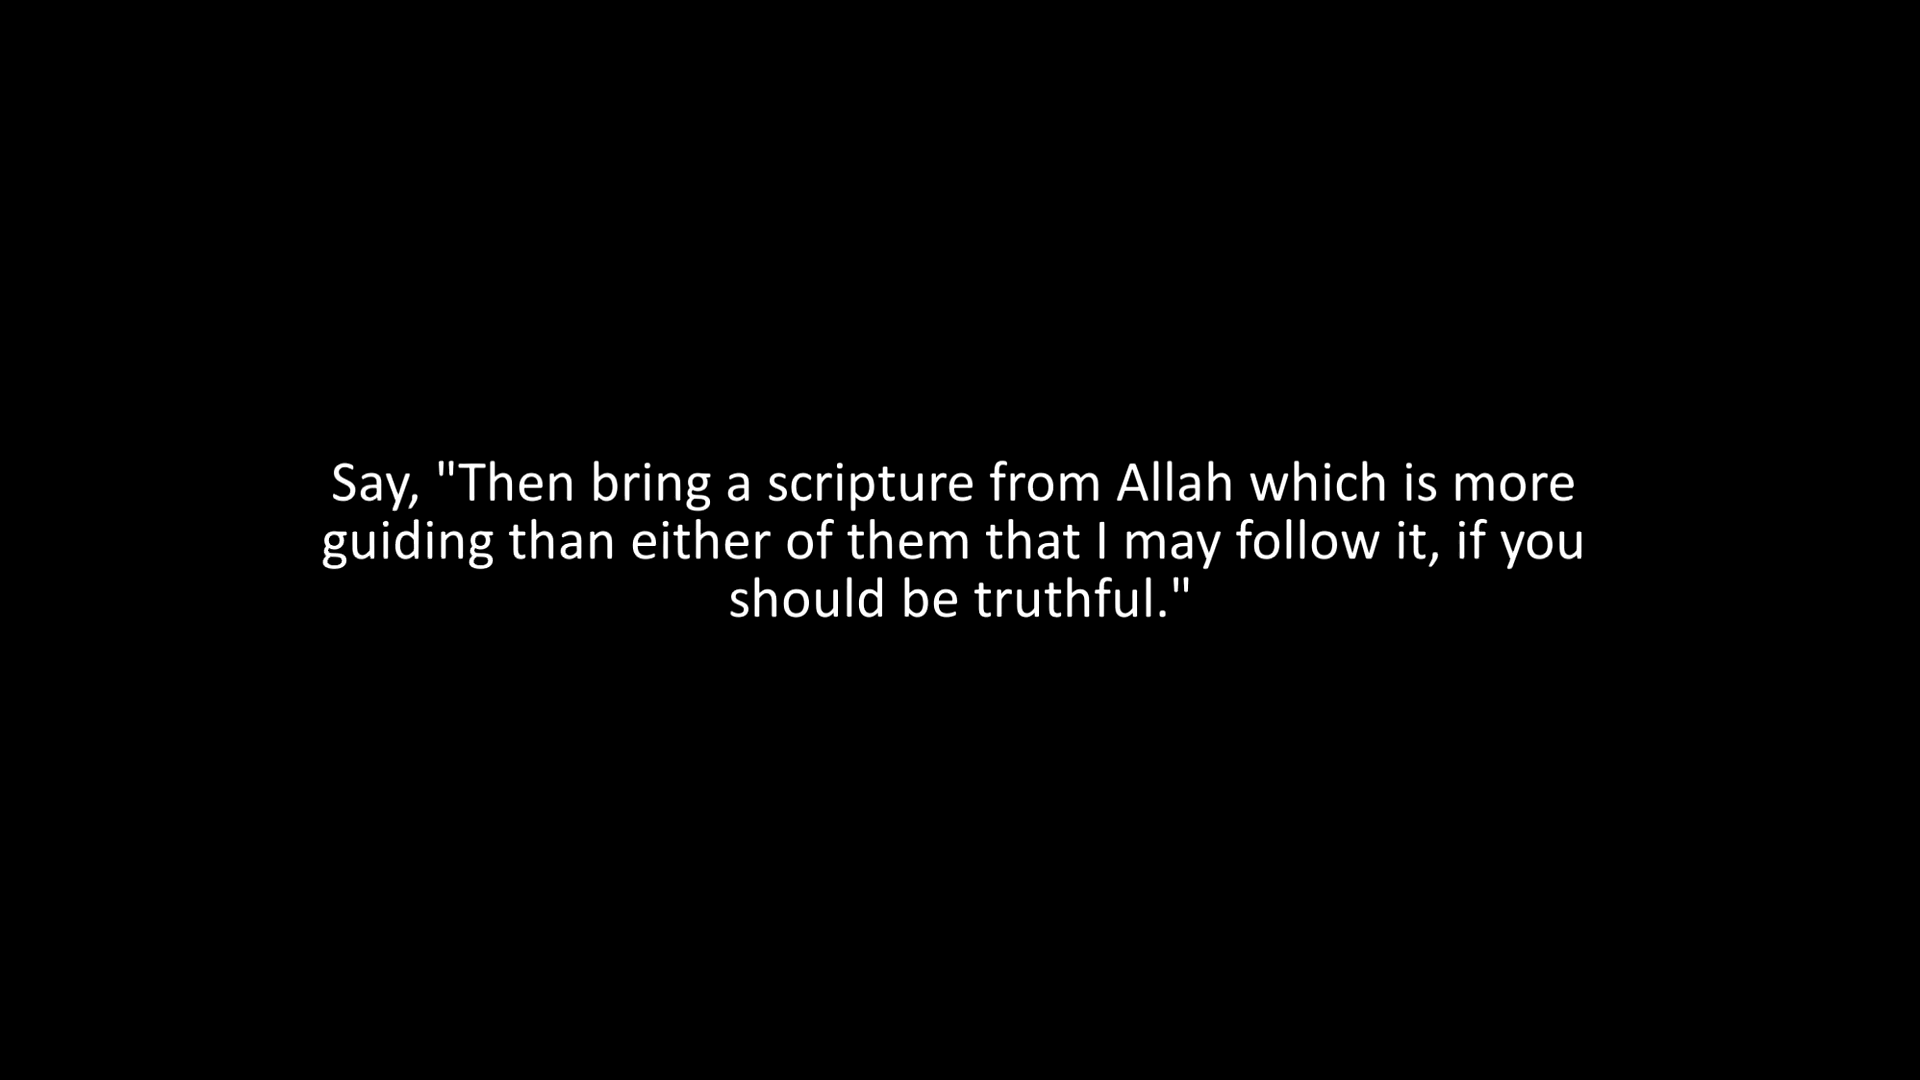 Say, "Then bring a scripture from Allah which is more
guiding than either of them that I may follow it, if you
should be truthful."